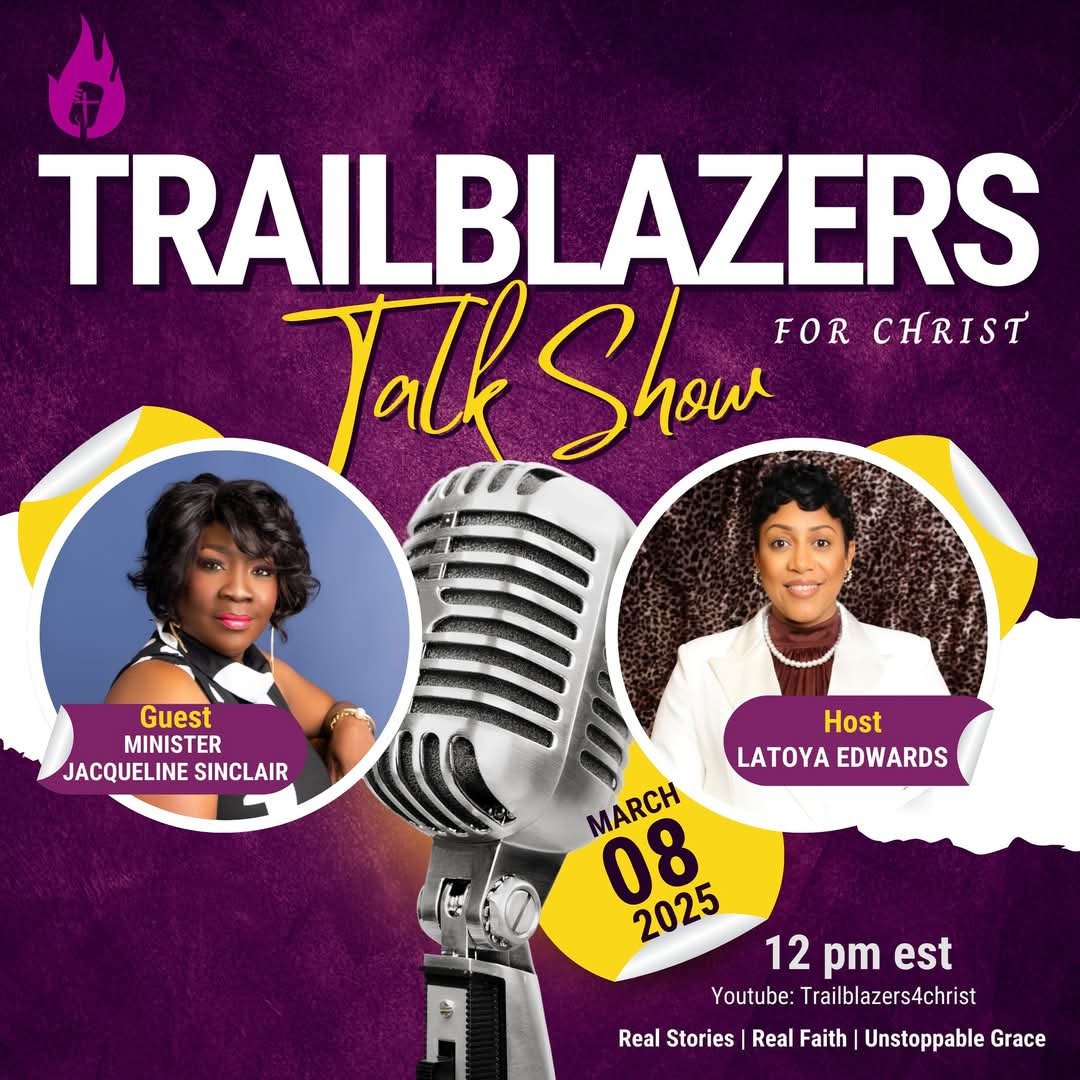 TRAILBLAZERS
FOR CHRIST
Talk Show
Guest
MINISTER
JACQUELINE SINCLAIR
Host
LATOYA EDWARDS
MARCH
08
2025
12 pm est
Youtube: Trailblazers4christ
Real Stories | Real Faith | Unstoppable Grace